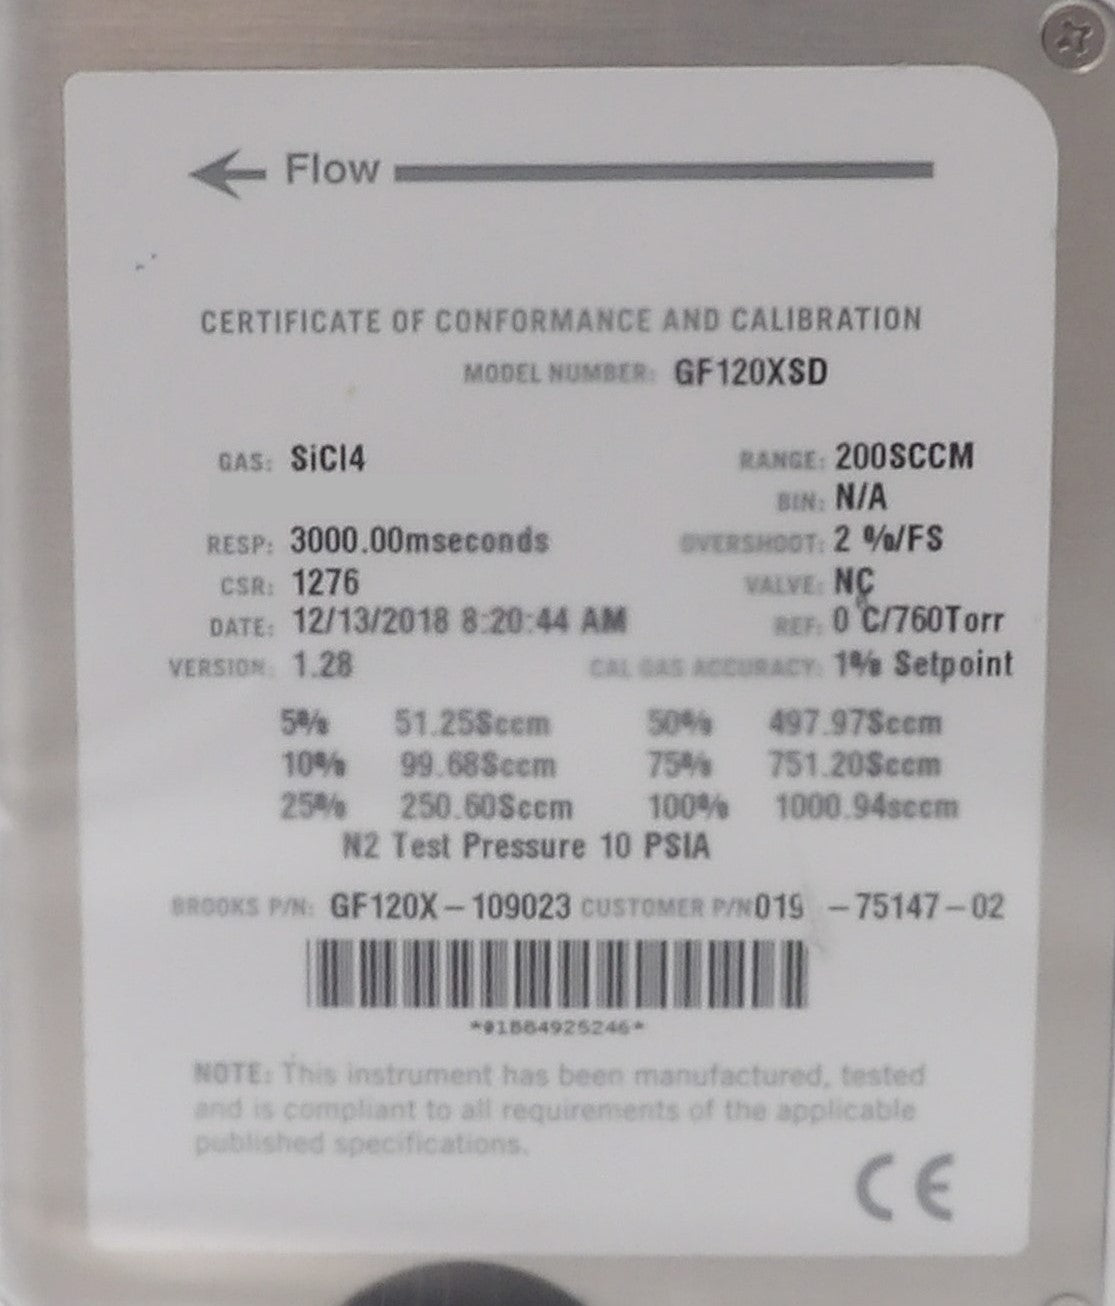 Flow
CERTIFICATE OF CONFORMANCE AND CALIBRATION
MODEL NUMBER: GF120XSD
GAS: SiCl4 RANGE: 200SCCM
BIN: N/A
RESP: 3000.00mseconds OVERSHOOT: 2 %/FS
CSR: 1276 VALVE: NC
DATE: 12/13/2018 8:20:44 AM REF: 0 C/760Torr
VERSION: 1.28 CAL GAS ACCURACY: 1% Setpoint
5% 51.25Sccm 50% 497.97Sccm
10% 99.68Sccm 75% 751.20Sccm
25% 250.60Sccm 100% 1000.94sccm
N2 Test Pressure 10 PSIA
BROOKS P/N: GF120X-109023 CUSTOMER P/N 019 -75147-02
NOTE: This instrument has been manufactured, tested
and is compliant to all requirements of the applicable
published specifications.
CE